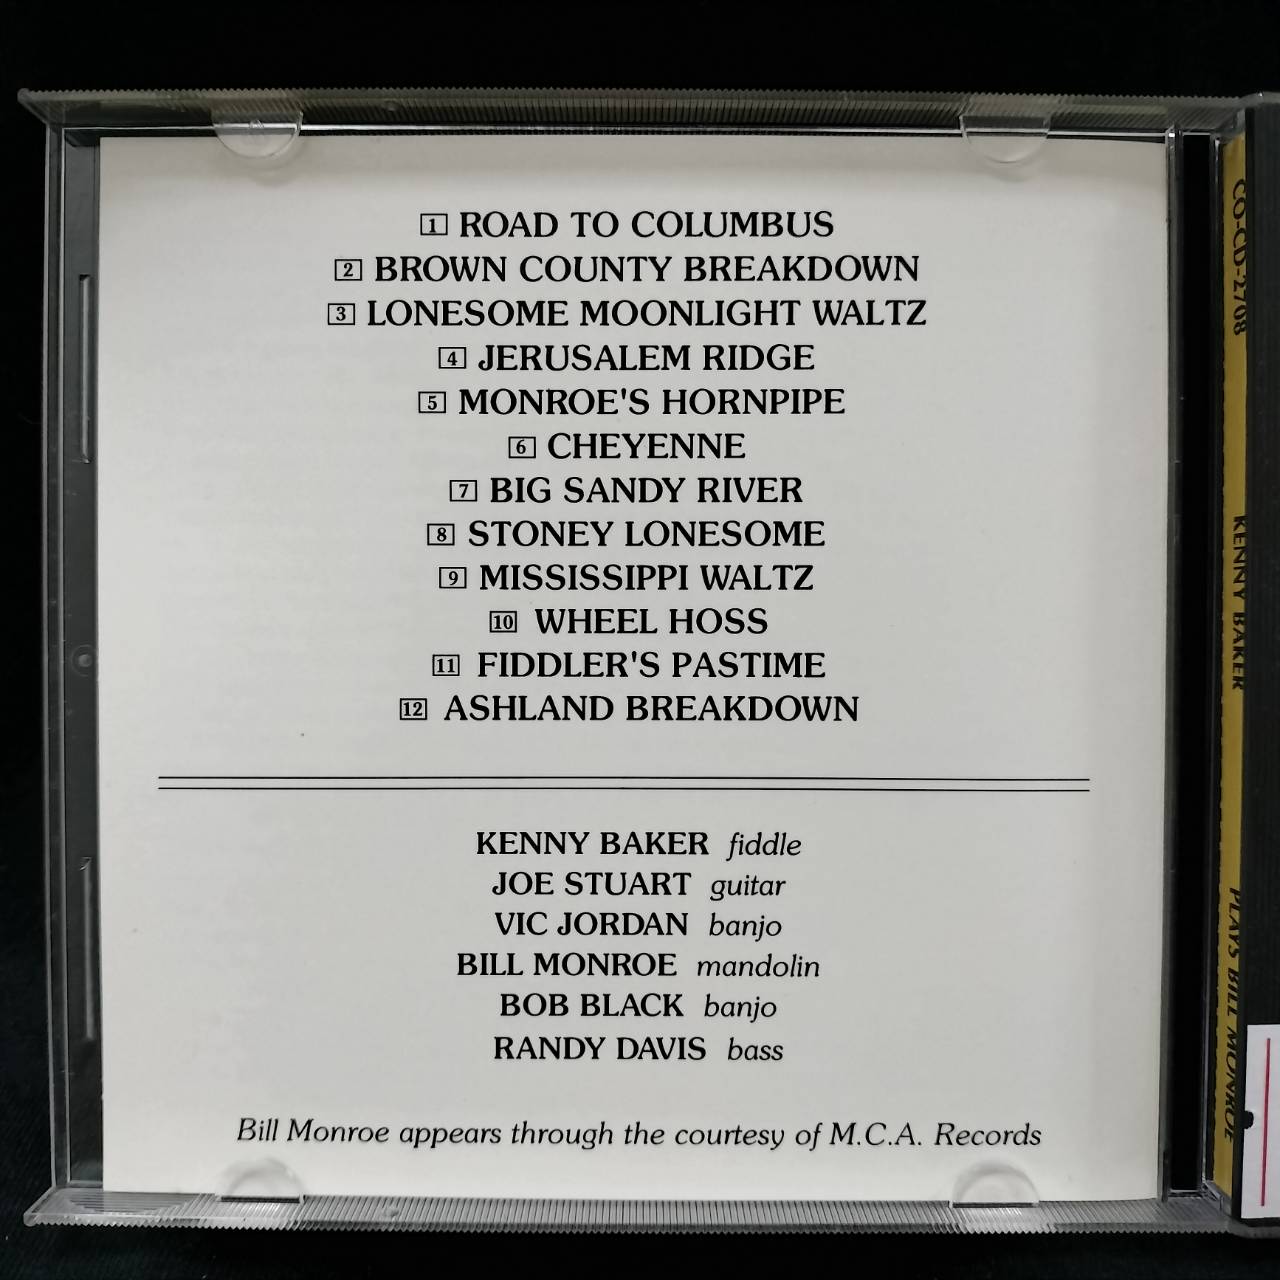 1 ROAD TO COLUMBUS
2 BROWN COUNTY BREAKDOWN
3 LONESOME MOONLIGHT WALTZ
4 JERUSALEM RIDGE
5 MONROE'S HORNPIPE
6 CHEYENNE
7 BIG SANDY RIVER
8 STONEY LONESOME
9 MISSISSIPPI WALTZ
10 WHEEL HOSS
11 FIDDLER'S PASTIME
12 ASHLAND BREAKDOWN
KENNY BAKER fiddle
JOE STUART guitar
VIC JORDAN banjo
BILL MONROE mandolin
BOB BLACK banjo
RANDY DAVIS bass
Bill Monroe appears through the courtesy of M.C.A. Records
CO-CD-2708 KENNY BAKER PLAYS BILL MONROE